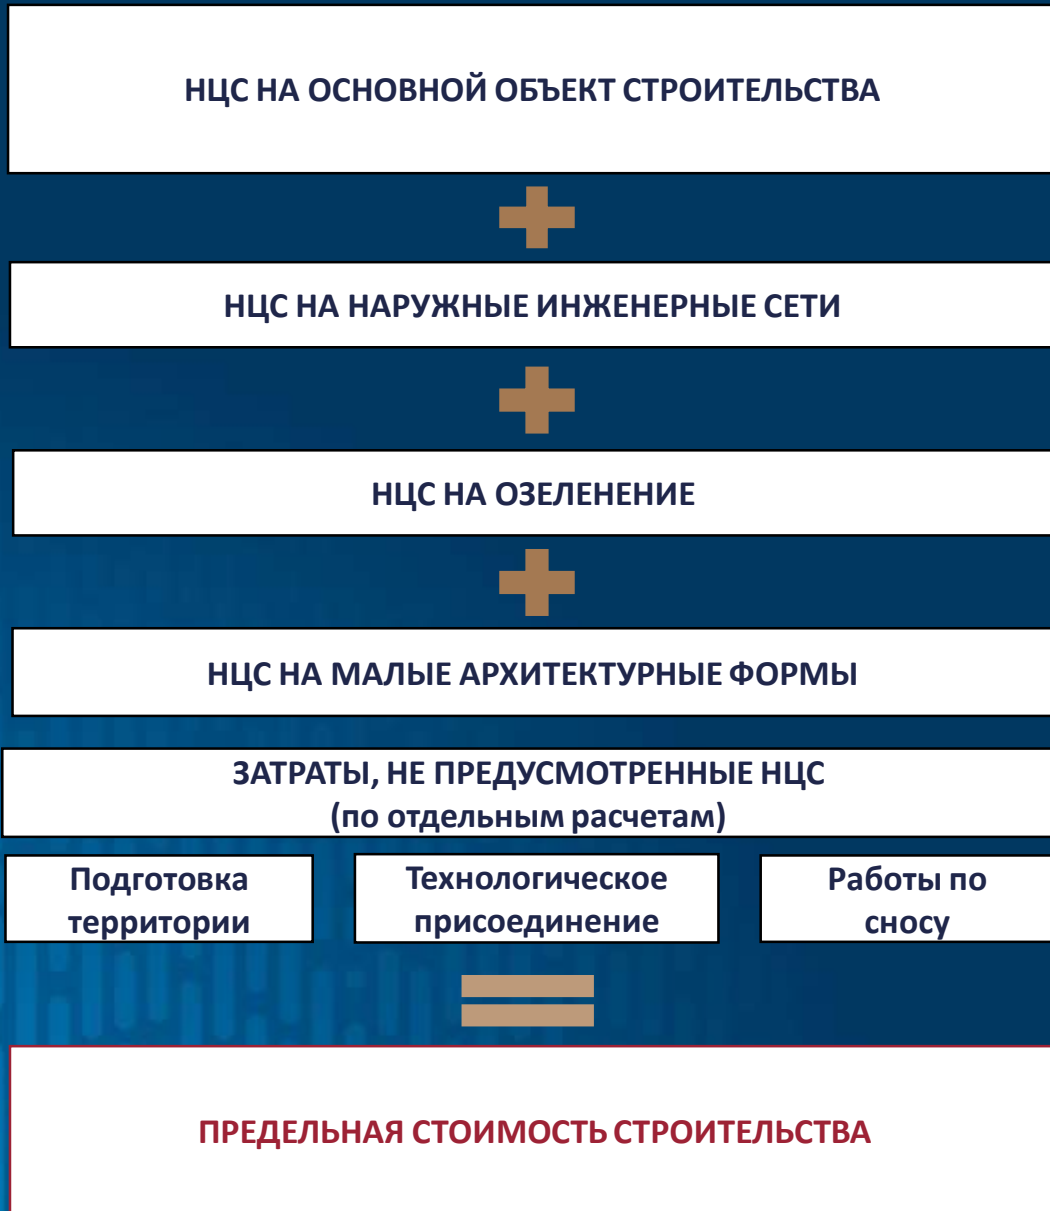 НЦС НА ОСНОВНОЙ ОБЪЕКТ СТРОИТЕЛЬСТВА
НЦС НА НАРУЖНЫЕ ИНЖЕНЕРНЫЕ СЕТИ
НЦС НА ОЗЕЛЕНЕНИЕ
НЦС НА МАЛЫЕ АРХИТЕКТУРНЫЕ ФОРМЫ
ЗАТРАТЫ, НЕ ПРЕДУСМОТРЕННЫЕ НЦС
(по отдельным расчетам)
Подготовка
территории
Технологическое
присоединение
Работы по
сносу
ПРЕДЕЛЬНАЯ СТОИМОСТЬ СТРОИТЕЛЬСТВА